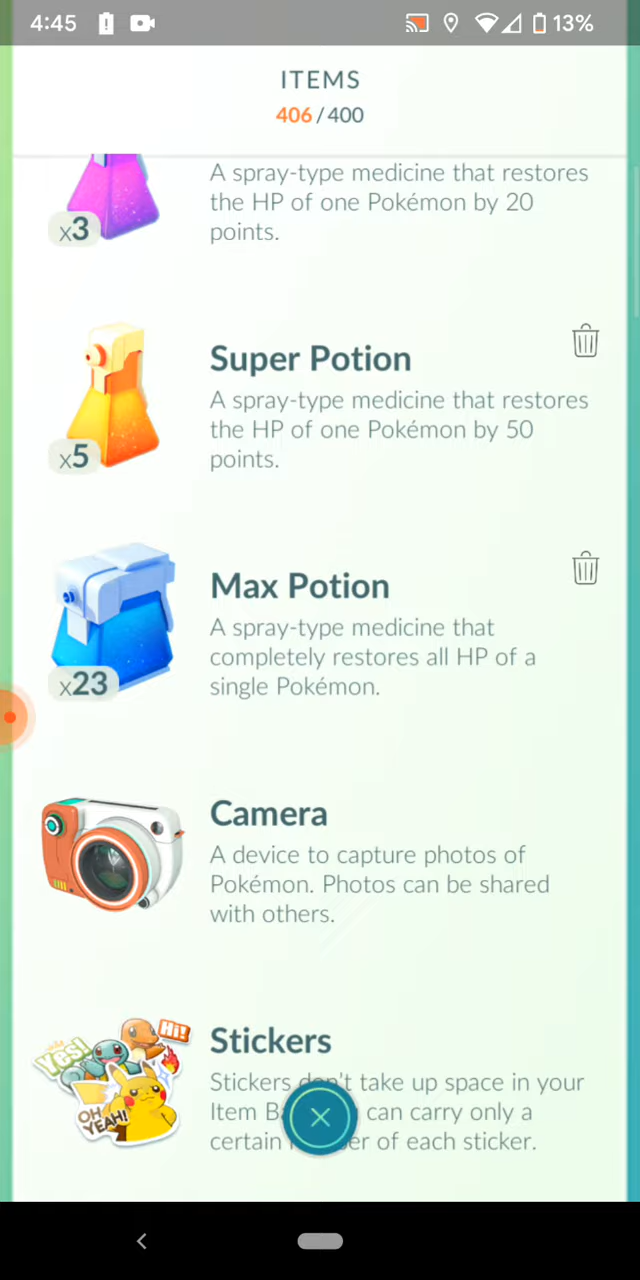 4:45
13%
ITEMS
406/400
A spray-type medicine that restores
the HP of one Pokémon by 20
points.
x3
Super Potion
A spray-type medicine that restores
the HP of one Pokémon by 50
points.
x5
Max Potion
A spray-type medicine that
completely restores all HP of a
single Pokémon.
x23
Camera
A device to capture photos of
Pokémon. Photos can be shared
with others.
Yes!
Hi!
OH
YEAH!
Stickers
Stickers don't take up space in your
Item can carry only a
certain of each sticker.